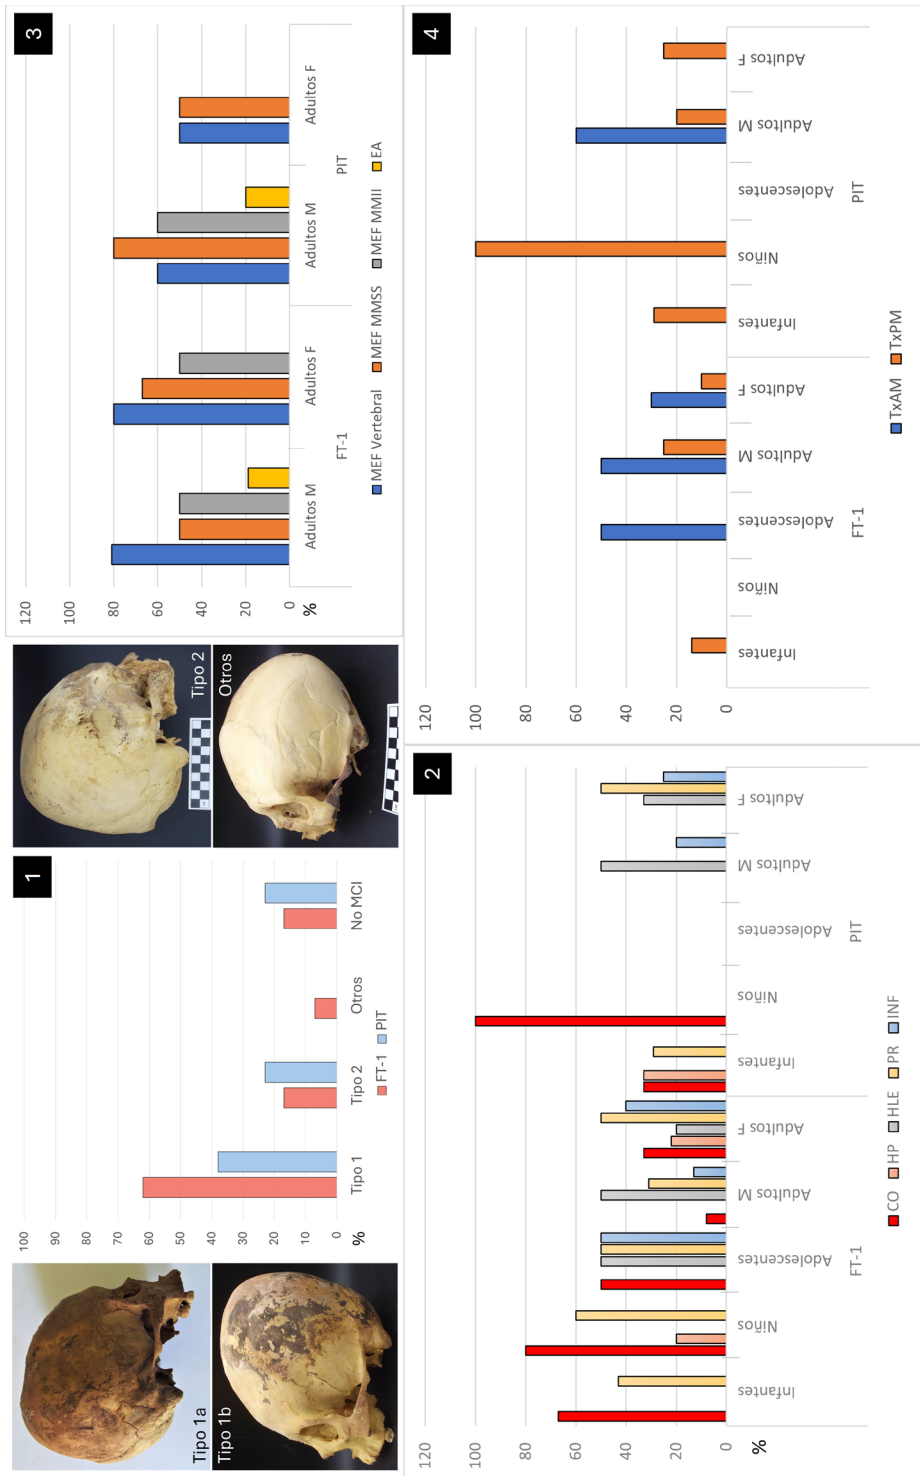 Tipo 1a
Tipo 1b
1
100
90
80
70
60
50
40
30
20
10
0
%
Tipo 1 Tipo 2 Otros No MCI
FT-1 PIT
Tipo 2
Otros
3
120
100
80
60
40
20
0
%
Adultos M Adultos F Adultos M Adultos F
FT-1 PIT
MEF Vertebral MEF MMSS MEF MMII EA
2
120
100
80
60
40
20
0
%
Infantes Niños Adolescentes Adultos M Adultos F Infantes Niños Adolescentes Adultos M Adultos F
FT-1 PIT
CO HP HLE PR INF
4
120
100
80
60
40
20
0
Infantes Niños Adolescentes Adultos M Adultos F Infantes Niños Adolescentes Adultos M Adultos F
FT-1 PIT
TxAM TxPM